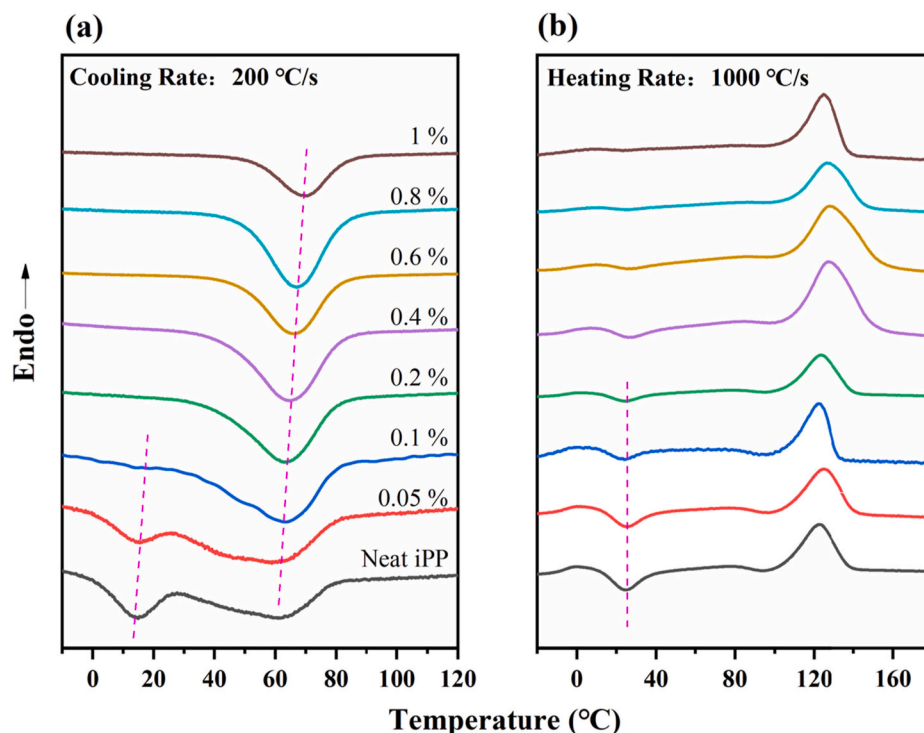 (a)
(b)
Cooling Rate： 200 ℃/s
Heating Rate： 1000 ℃/s
1 %
0.8 %
0.6 %
0.4 %
0.2 %
0.1 %
0.05 %
Neat iPP
Endo
0 20 40 60 80 100 120
0 40 80 120 160
Temperature (℃)